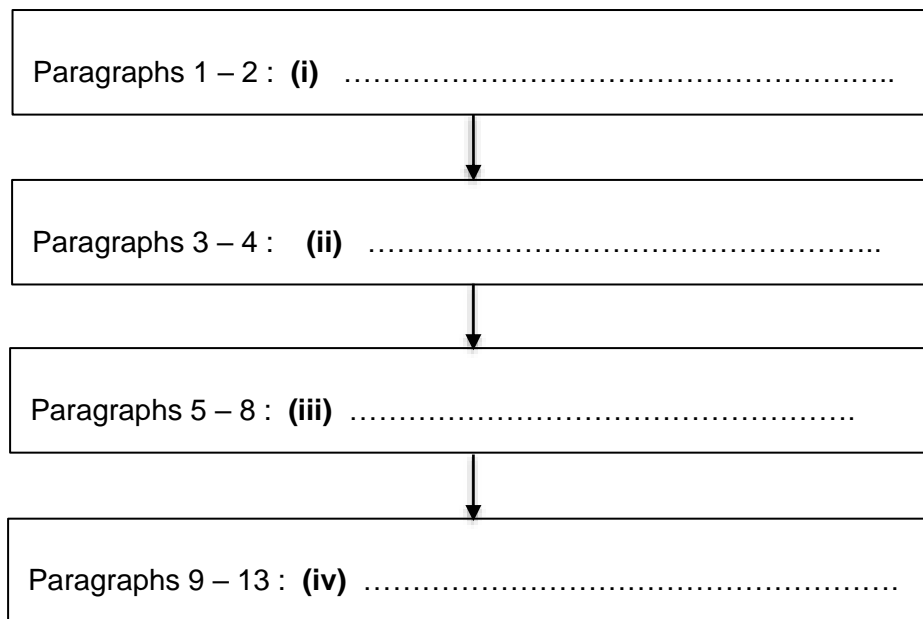 Paragraphs 1 – 2 : (i) …………………………………………………..
Paragraphs 3 – 4 : (ii) ………………………………………………..
Paragraphs 5 – 8 : (iii) ……………………………………………….
Paragraphs 9 – 13 : (iv) ………………………………………………….